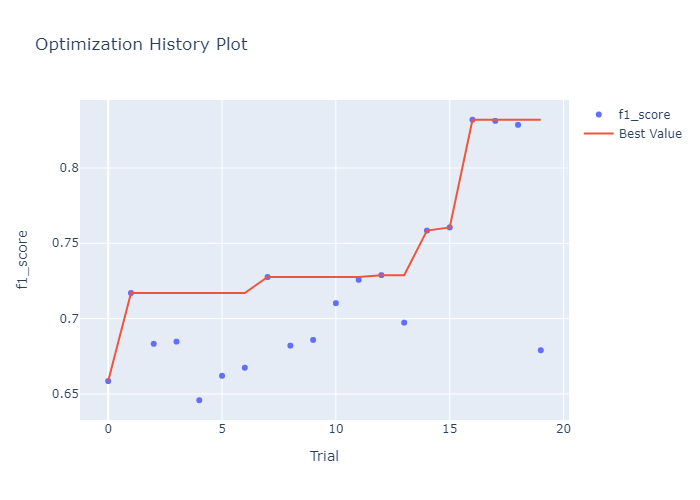 Optimization History Plot
f1_score
Best Value
0.8
0.75
0.7
0.65
f1_score
0
5
10
15
20
Trial